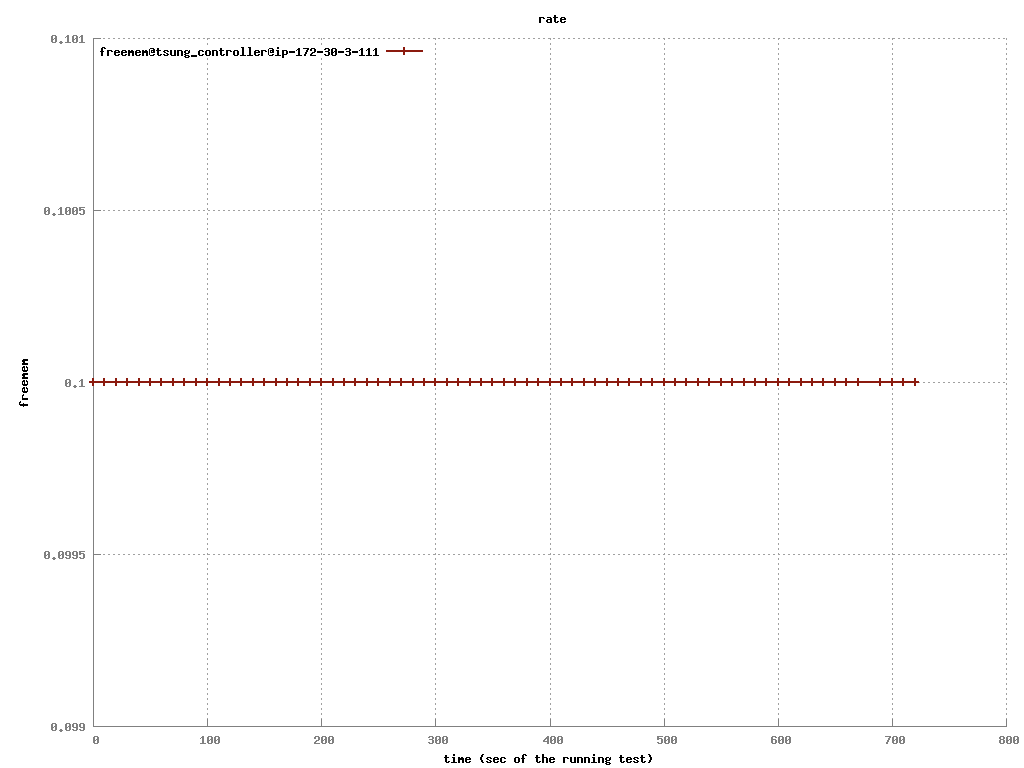 rate
0.101
freemem@tsung_controller@ip-172-30-3-111
0.1005
0.1
freemem
0.0995
0.099
0 100 200 300 400 500 600 700 800
time (sec of the running test)